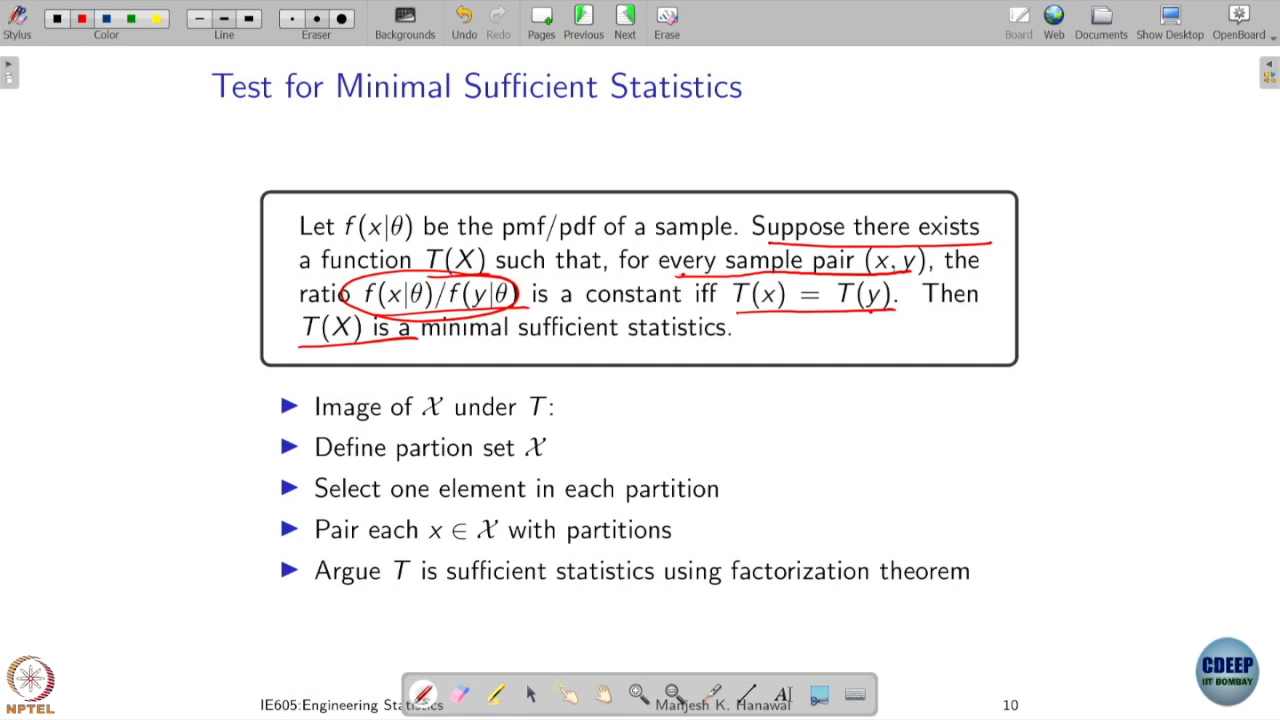 Stylus
Color
Line
Eraser
Backgrounds
Undo
Redo
Pages
Previous
Next
Erase
Board
Web
Documents
Show Desktop
OpenBoard
Test for Minimal Sufficient Statistics
Let f(x|θ) be the pmf/pdf of a sample. Suppose there exists
a function T(X) such that, for every sample pair (x, y), the
ratio f(x|θ)/f(y|θ) is a constant iff T(x) = T(y). Then
T(X) is a minimal sufficient statistics.
▶ Image of 𝒳 under T:
▶ Define partion set 𝒳
▶ Select one element in each partition
▶ Pair each x ∈ 𝒳 with partitions
▶ Argue T is sufficient statistics using factorization theorem
NPTEL
IE605:Engineering Statistics
Manjesh K. Hanawal
10
CDEEP
IIT BOMBAY